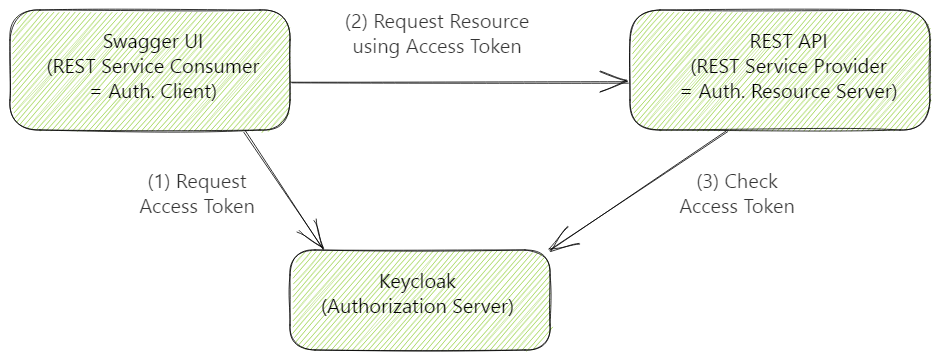 Swagger UI
(REST Service Consumer
= Auth. Client)
(2) Request Resource
using Access Token
REST API
(REST Service Provider
= Auth. Resource Server)
(1) Request
Access Token
(3) Check
Access Token
Keycloak
(Authorization Server)